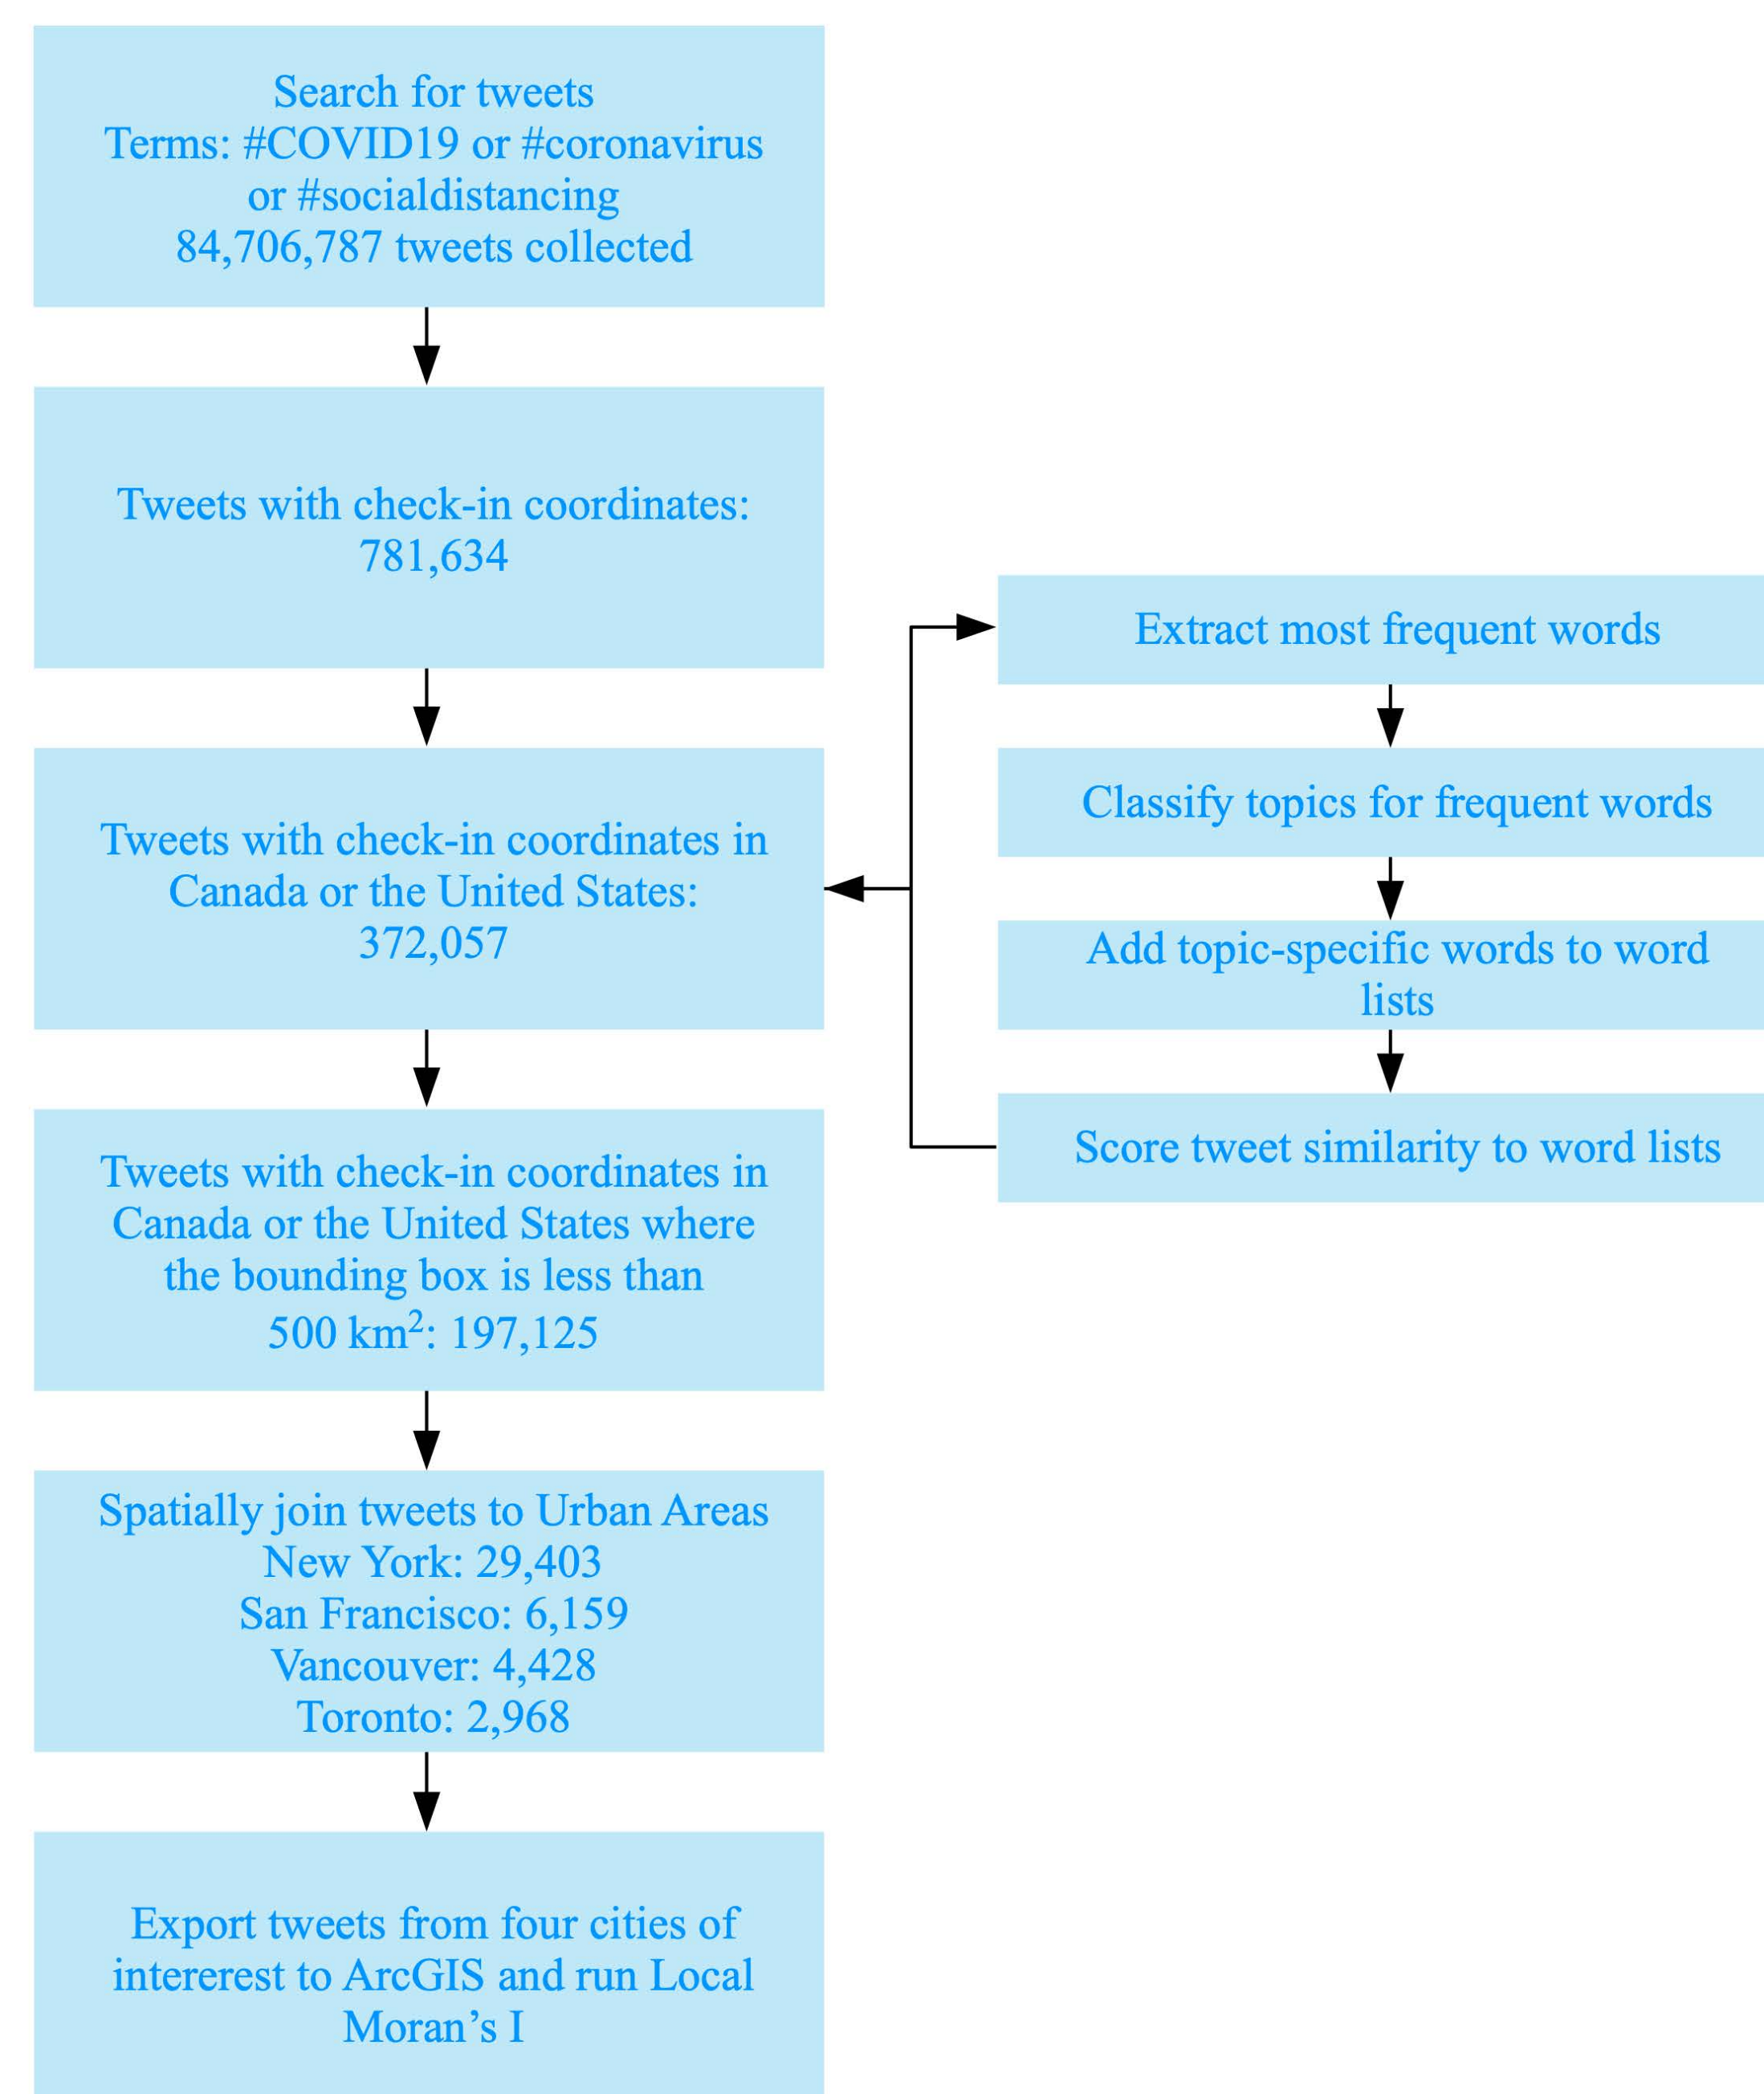 Search for tweets
Terms: #COVID19 or #coronavirus
or #socialdistancing
84,706,787 tweets collected
Tweets with check-in coordinates:
781,634
Tweets with check-in coordinates in
Canada or the United States:
372,057
Tweets with check-in coordinates in
Canada or the United States where
the bounding box is less than
500 km²: 197,125
Spatially join tweets to Urban Areas
New York: 29,403
San Francisco: 6,159
Vancouver: 4,428
Toronto: 2,968
Export tweets from four cities of
intererest to ArcGIS and run Local
Moran’s I
Extract most frequent words
Classify topics for frequent words
Add topic-specific words to word
lists
Score tweet similarity to word lists